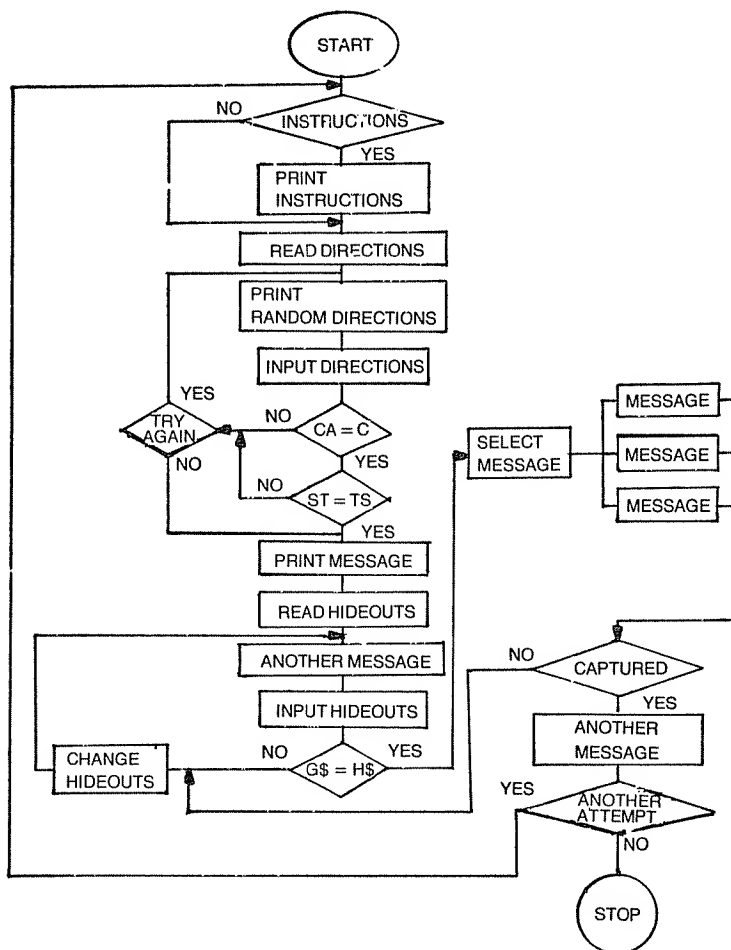 START
NO
INSTRUCTIONS
YES
PRINT
INSTRUCTIONS
READ DIRECTIONS
PRINT
RANDOM DIRECTIONS
INPUT DIRECTIONS
YES
TRY
AGAIN
NO
NO
CA = C
YES
NO
ST = TS
YES
PRINT MESSAGE
READ HIDEOUTS
ANOTHER MESSAGE
INPUT HIDEOUTS
CHANGE
HIDEOUTS
NO
G$ = H$
YES
SELECT
MESSAGE
MESSAGE
MESSAGE
MESSAGE
NO
CAPTURED
YES
ANOTHER
MESSAGE
YES
ANOTHER
ATTEMPT
NO
STOP